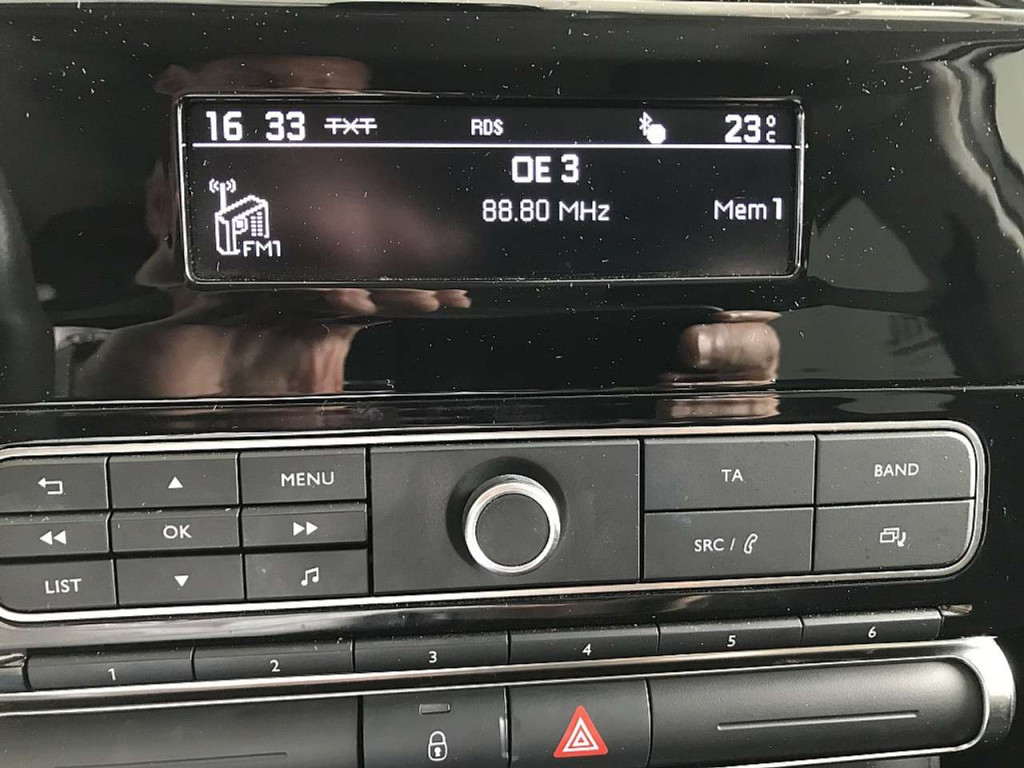 16 33 TXT RDS 23°C
OE 3
88.80 MHz Mem 1
FM1
MENU
TA BAND
OK
SRC /
LIST
1 2 3 4 5 6